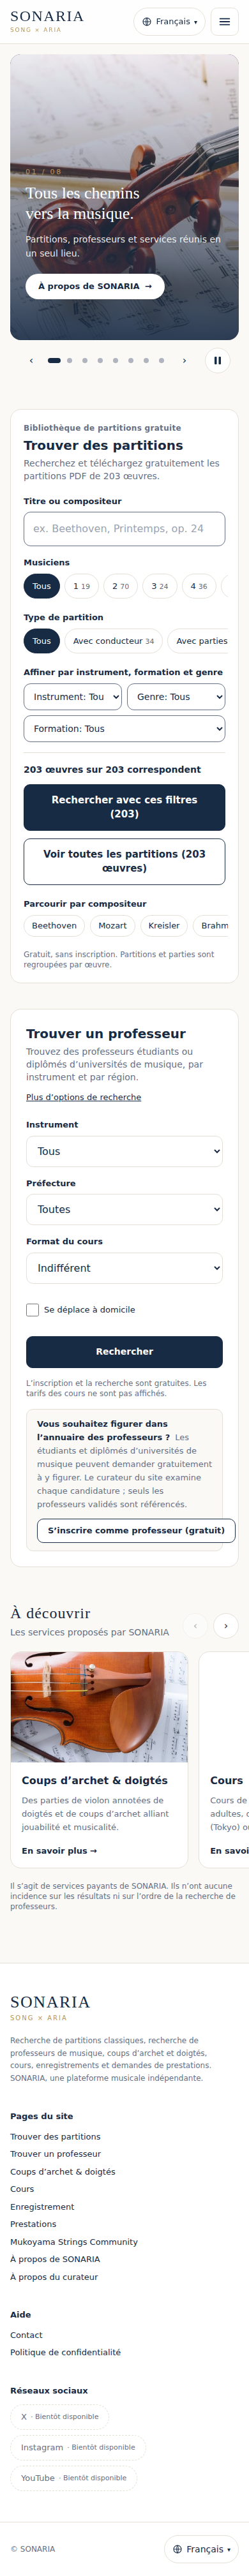 SONARIA
SONG × ARIA
Français
Partita I
01 / 08
Tous les chemins
vers la musique.
Partitions, professeurs et services réunis en
un seul lieu.
À propos de SONARIA →
Bibliothèque de partitions gratuite
Trouver des partitions
Recherchez et téléchargez gratuitement les
partitions PDF de 203 œuvres.
Titre ou compositeur
ex. Beethoven, Printemps, op. 24
Musiciens
Tous 1 19 2 70 3 24 4 36
Type de partition
Tous Avec conducteur 34 Avec parties
Affiner par instrument, formation et genre
Instrument: Tou Genre: Tous
Formation: Tous
203 œuvres sur 203 correspondent
Rechercher avec ces filtres
(203)
Voir toutes les partitions (203
œuvres)
Parcourir par compositeur
Beethoven Mozart Kreisler Brahm
Gratuit, sans inscription. Partitions et parties sont
regroupées par œuvre.
Trouver un professeur
Trouvez des professeurs étudiants ou
diplômés d’universités de musique, par
instrument et par région.
Plus d’options de recherche
Instrument
Tous
Préfecture
Toutes
Format du cours
Indifférent
Se déplace à domicile
Rechercher
L’inscription et la recherche sont gratuites. Les
tarifs des cours ne sont pas affichés.
Vous souhaitez figurer dans
l’annuaire des professeurs ? Les
étudiants et diplômés d’universités de
musique peuvent demander gratuitement
à y figurer. Le curateur du site examine
chaque candidature ; seuls les
professeurs validés sont référencés.
S’inscrire comme professeur (gratuit)
À découvrir
Les services proposés par SONARIA
Coups d’archet & doigtés
Des parties de violon annotées de
doigtés et de coups d’archet alliant
jouabilité et musicalité.
En savoir plus →
Cours
Cours de
adultes, d
(Tokyo) ou
En savoi
Il s’agit de services payants de SONARIA. Ils n’ont aucune
incidence sur les résultats ni sur l’ordre de la recherche de
professeurs.
SONARIA
SONG × ARIA
Recherche de partitions classiques, recherche de
professeurs de musique, coups d’archet et doigtés,
cours, enregistrements et demandes de prestations.
SONARIA, une plateforme musicale indépendante.
Pages du site
Trouver des partitions
Trouver un professeur
Coups d’archet & doigtés
Cours
Enregistrement
Prestations
Mukoyama Strings Community
À propos de SONARIA
À propos du curateur
Aide
Contact
Politique de confidentialité
Réseaux sociaux
X · Bientôt disponible
Instagram · Bientôt disponible
YouTube · Bientôt disponible
© SONARIA
Français